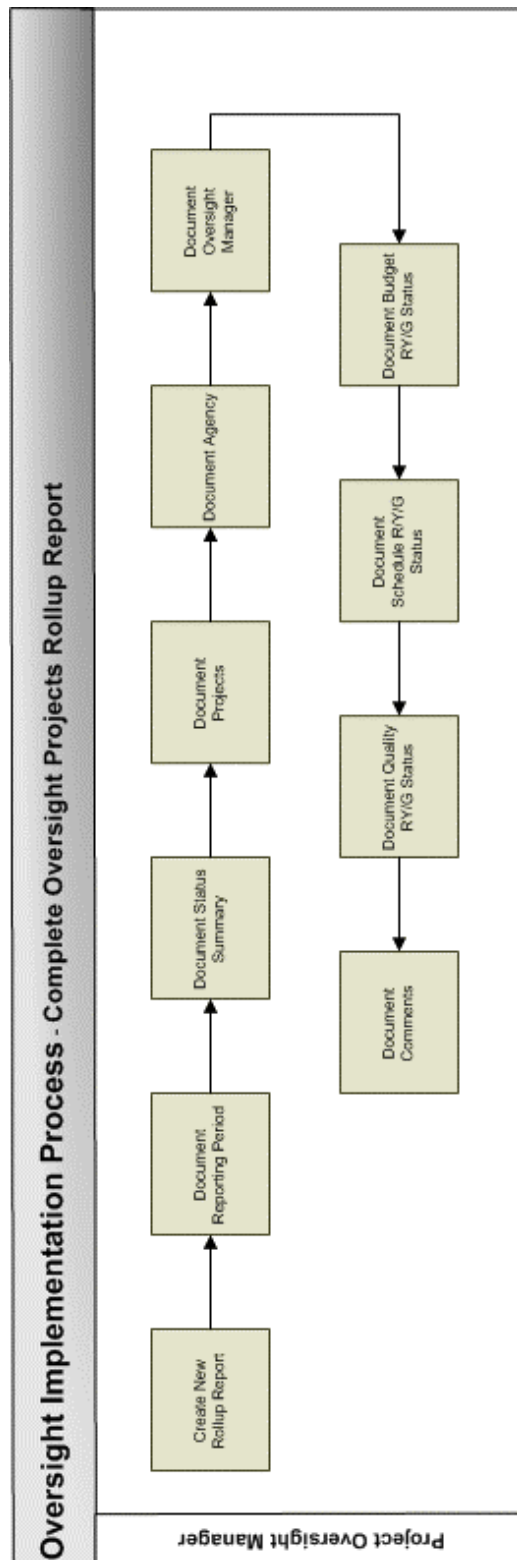 Oversight Implementation Process - Complete Oversight Projects Rollup Report
Project Oversight Manager
Create New
Rollup Report
Document
Reporting Period
Document Status
Summary
Document
Projects
Document Agency
Document
Oversight
Manager
Document Budget
RY/G Status
Document
Schedule R/Y/G
Status
Document Quality
RY/G Status
Document
Comments